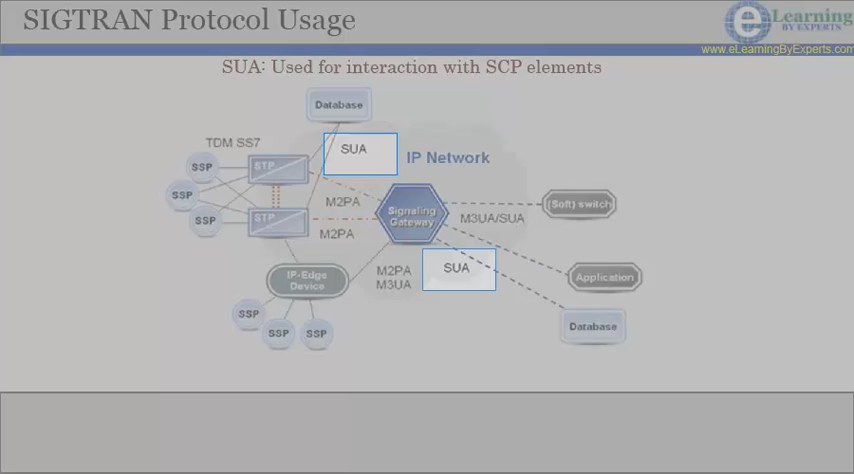 SIGTRAN Protocol Usage
eLearning
BY EXPERTS
www.eLearningByExperts.com
SUA: Used for interaction with SCP elements
Database
TDM SS7
SUA
IP Network
SSP
STP
SSP
M2PA
Signaling
Gateway
(Soft) switch
SSP
STP
M3UA/SUA
M2PA
IP-Edge
Device
M2PA
M3UA
SUA
Application
SSP
SSP
SSP
Database